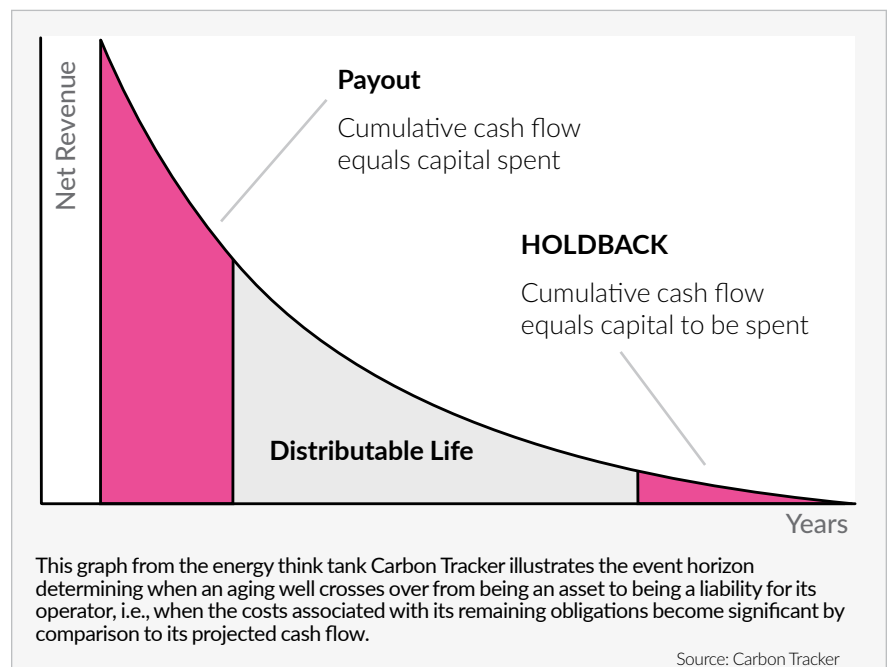 Net Revenue
Payout
Cumulative cash flow
equals capital spent
HOLDBACK
Cumulative cash flow
equals capital to be spent
Distributable Life
Years
This graph from the energy think tank Carbon Tracker illustrates the event horizon
determining when an aging well crosses over from being an asset to being a liability for its
operator, i.e., when the costs associated with its remaining obligations become significant by
comparison to its projected cash flow.
Source: Carbon Tracker